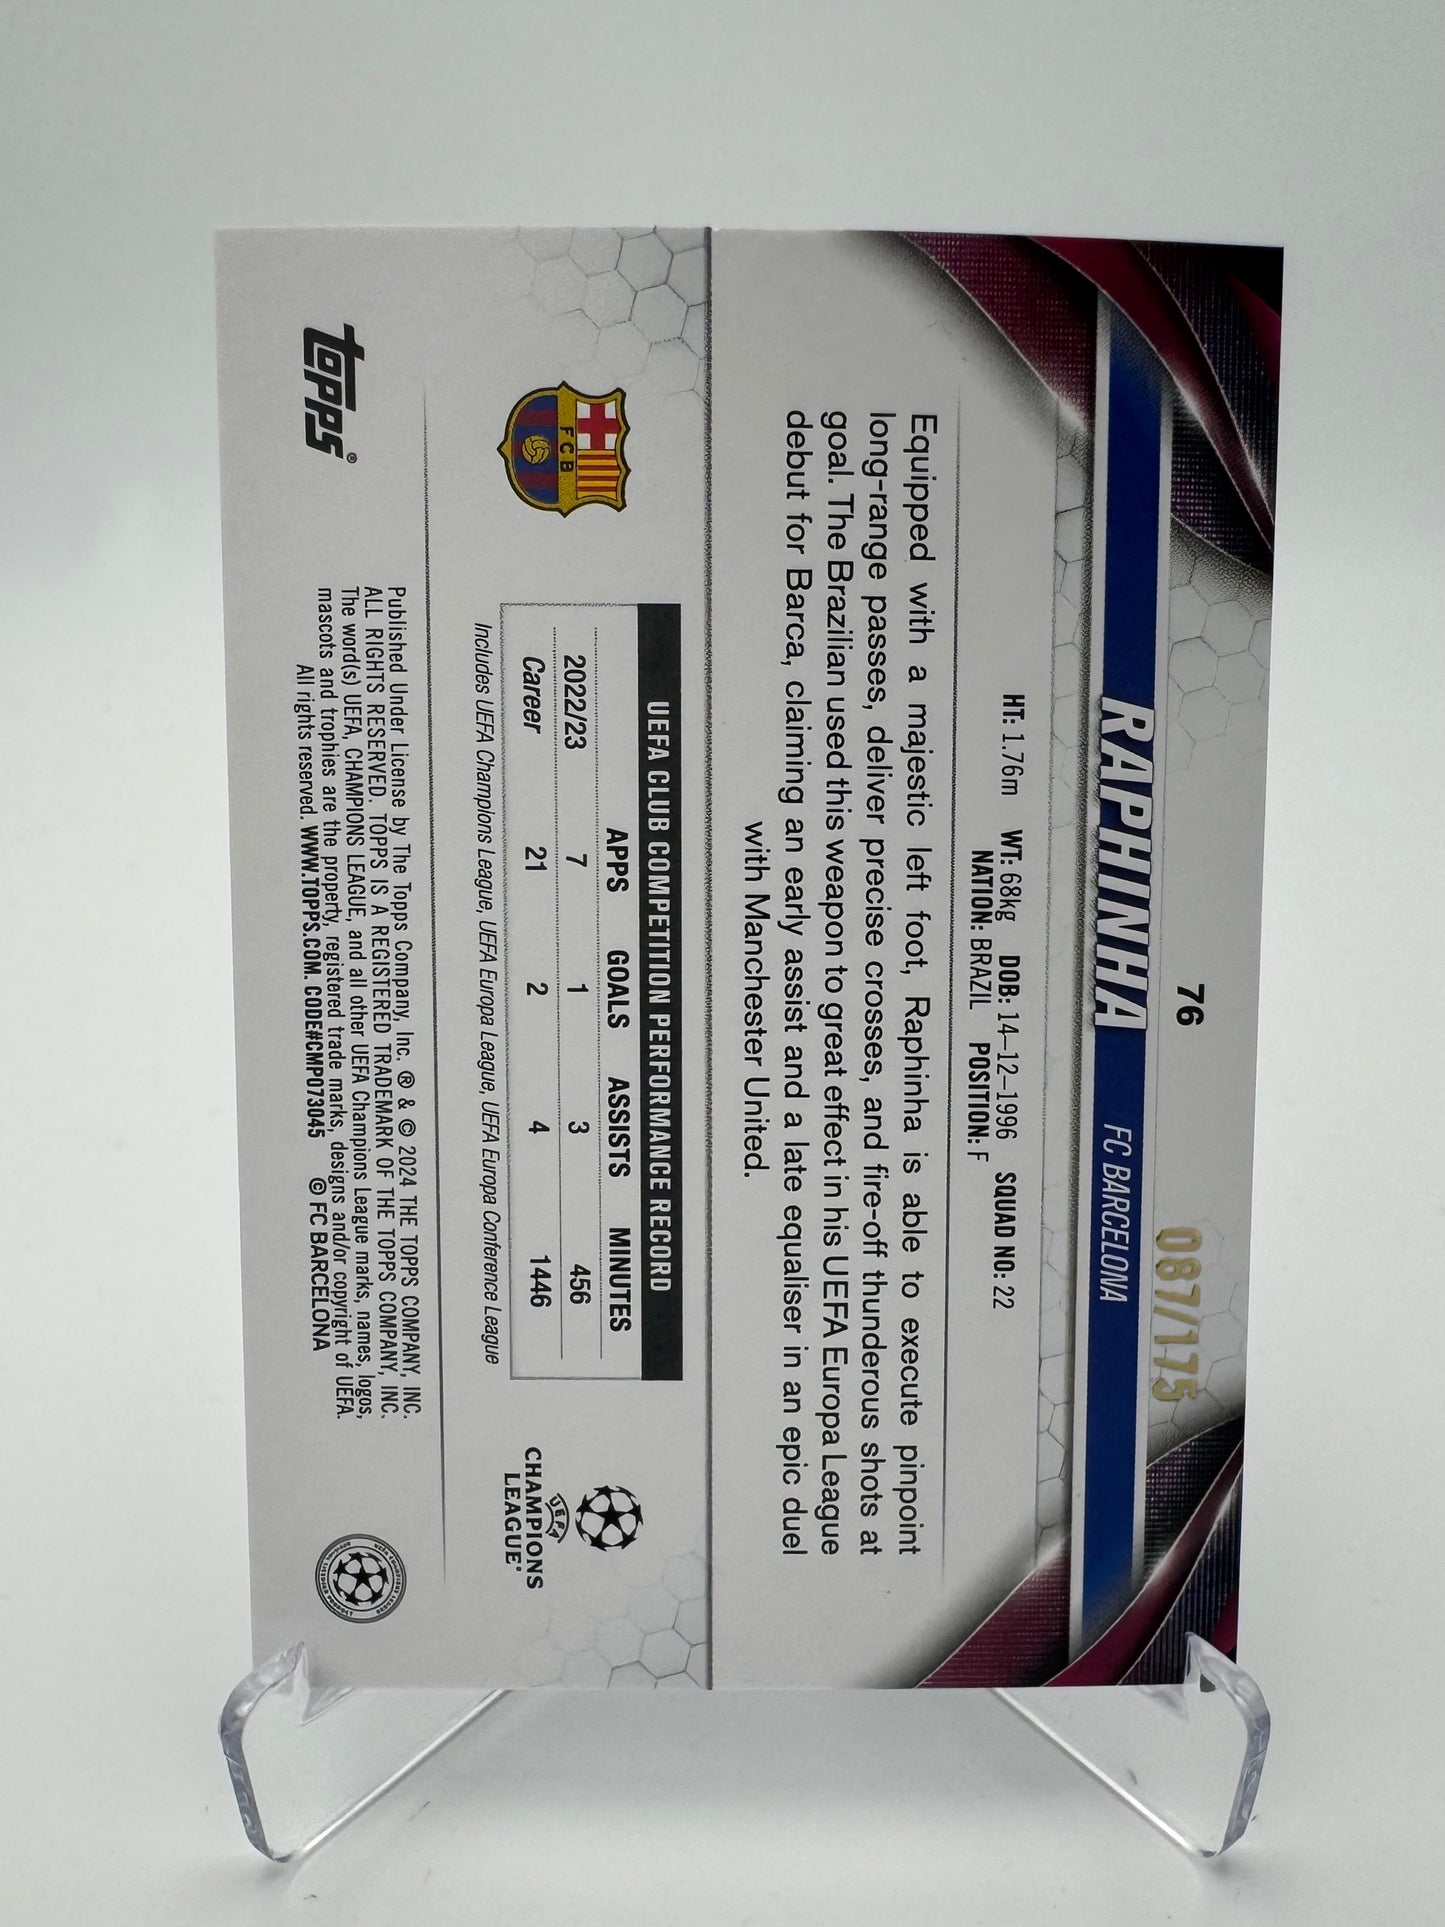 76
087/175
RAPHINHA FC BARCELONA
HT: 1.76m WT: 68kg DOB: 14–12–1996 SQUAD NO: 22
NATION: BRAZIL POSITION: F
Equipped with a majestic left foot, Raphinha is able to execute pinpoint
long-range passes, deliver precise crosses, and fire-off thunderous shots at
goal. The Brazilian used this weapon to great effect in his UEFA Europa League
debut for Barca, claiming an early assist and a late equaliser in an epic duel
with Manchester United.
UEFA CLUB COMPETITION PERFORMANCE RECORD
APPS GOALS ASSISTS MINUTES
2022/23 7 1 3 456
Career 21 2 4 1446
Includes UEFA Champions League, UEFA Europa League, UEFA Europa Conference League
FCB
UEFA
CHAMPIONS
LEAGUE
topps®
Published Under License by The Topps Company, Inc. ® & © 2024 THE TOPPS COMPANY, INC.
ALL RIGHTS RESERVED. TOPPS IS A REGISTERED TRADEMARK OF THE TOPPS COMPANY, INC.
The word(s) UEFA, CHAMPIONS LEAGUE, and all other UEFA Champions League marks, names, logos,
mascots and trophies are the property, registered trade marks, designs and/or copyright of UEFA.
All rights reserved. WWW.TOPPS.COM. CODE#CMP073045 © FC BARCELONA